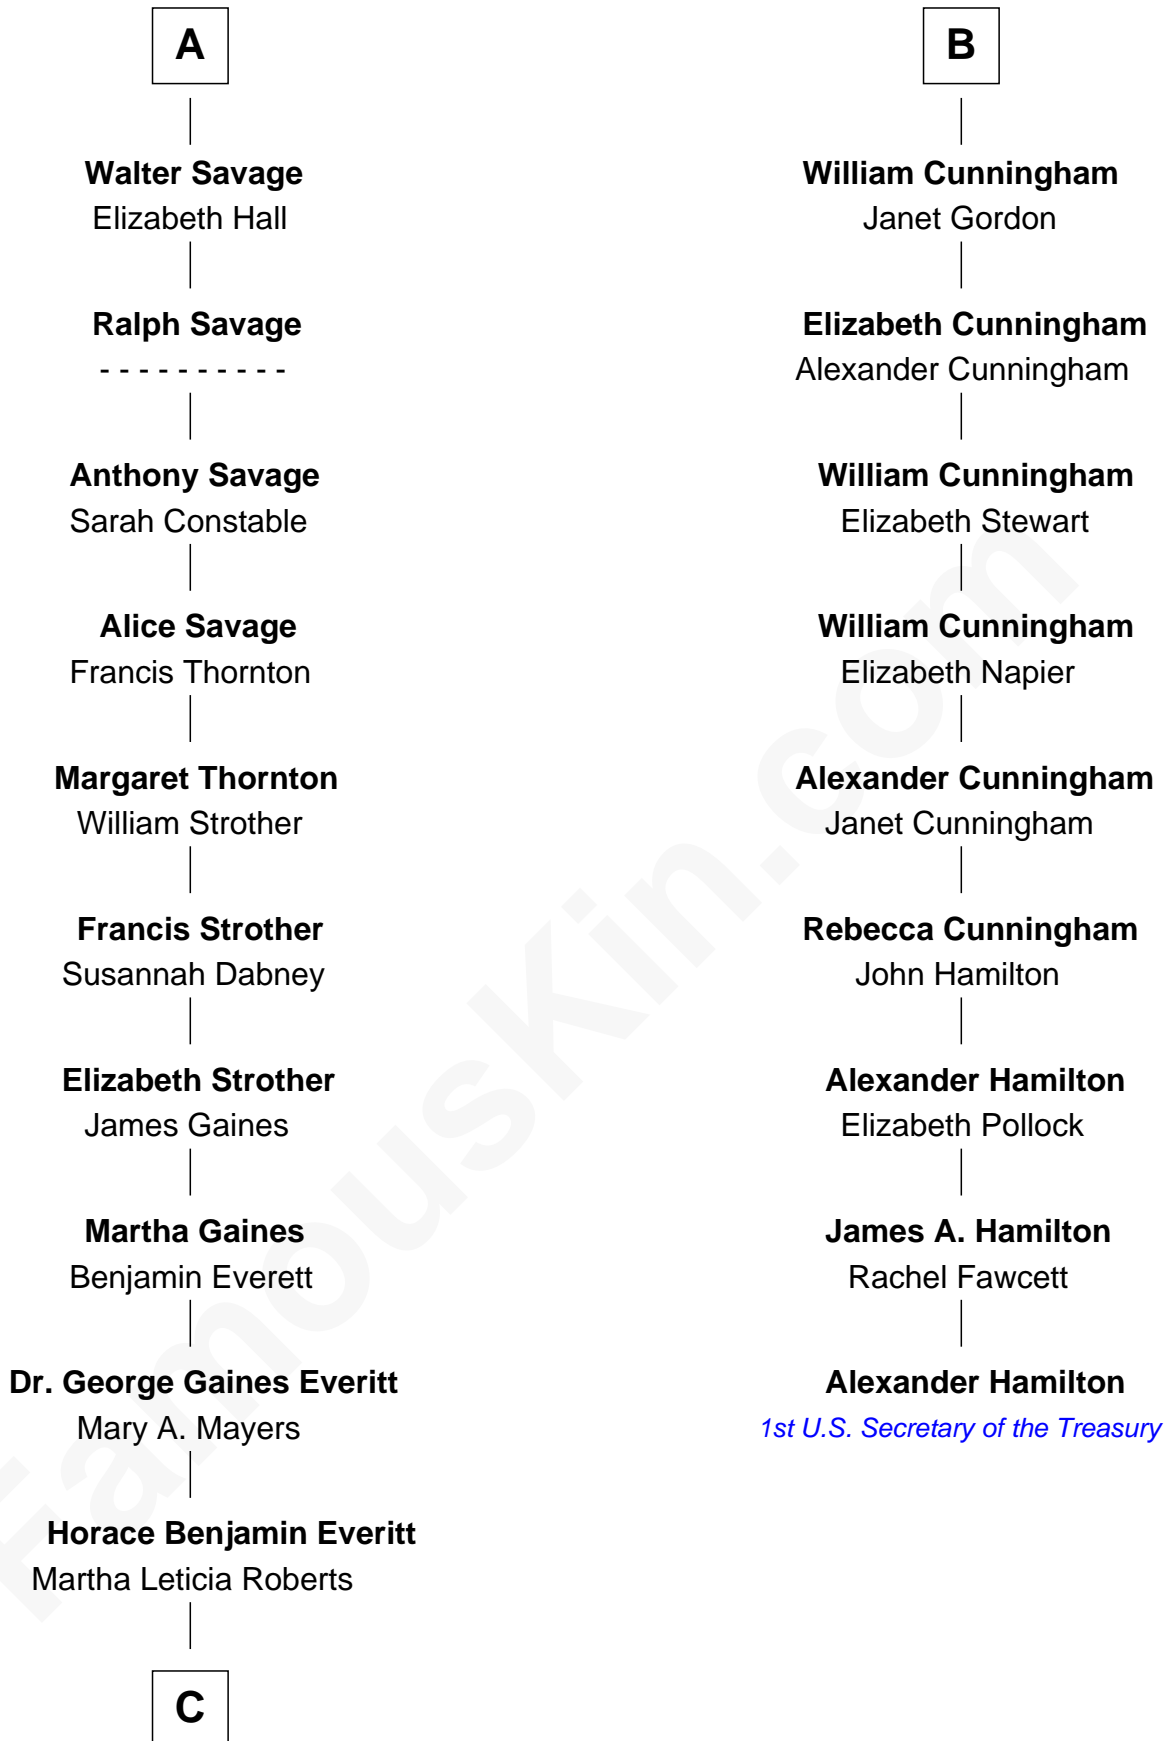 A
Walter Savage
Elizabeth Hall
Ralph Savage
- - - - - - - - - -
Anthony Savage
Sarah Constable
Alice Savage
Francis Thornton
Margaret Thornton
William Strother
Francis Strother
Susannah Dabney
Elizabeth Strother
James Gaines
Martha Gaines
Benjamin Everett
Dr. George Gaines Everitt
Mary A. Mayers
Horace Benjamin Everitt
Martha Leticia Roberts
C
B
William Cunningham
Janet Gordon
Elizabeth Cunningham
Alexander Cunningham
William Cunningham
Elizabeth Stewart
William Cunningham
Elizabeth Napier
Alexander Cunningham
Janet Cunningham
Rebecca Cunningham
John Hamilton
Alexander Hamilton
Elizabeth Pollock
James A. Hamilton
Rachel Fawcett
Alexander Hamilton
1st U.S. Secretary of the Treasury
FamousKin.com